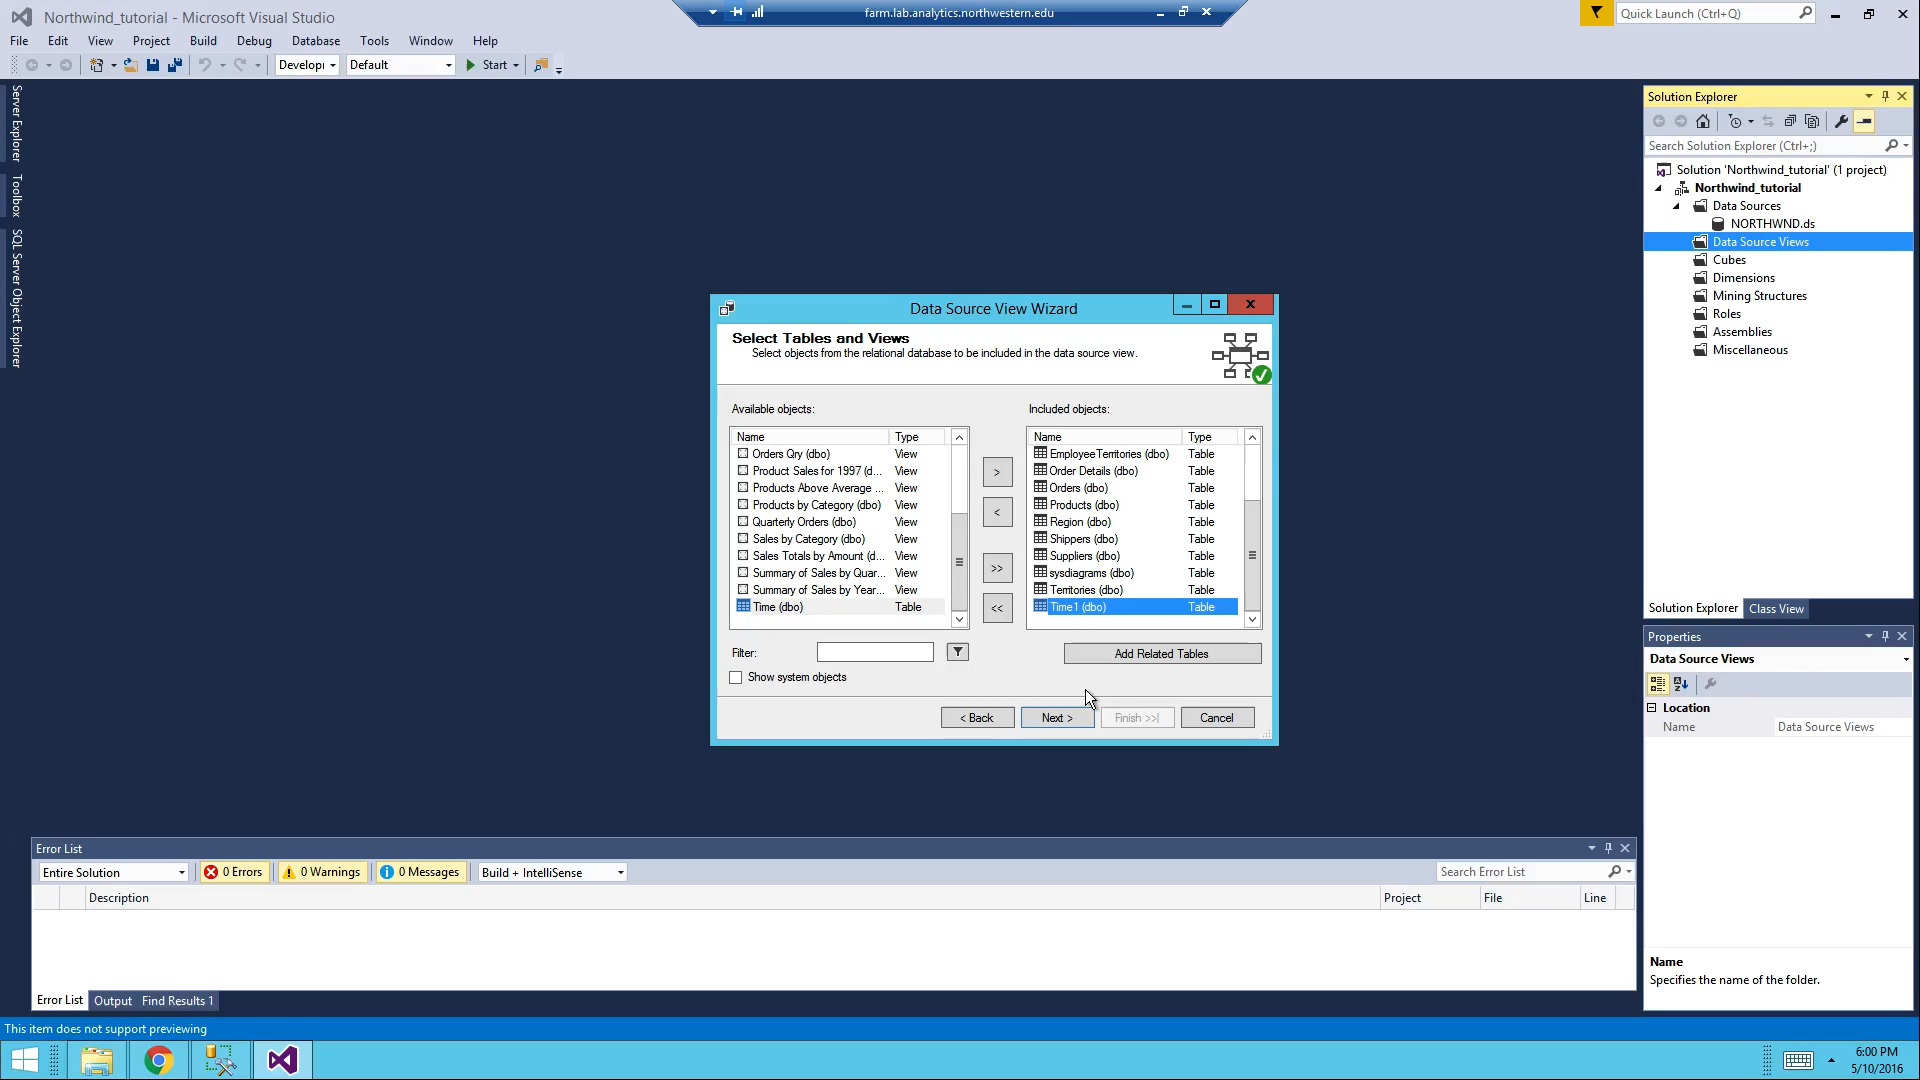 Northwind_tutorial - Microsoft Visual Studio
farm.lab.analytics.northwestern.edu
Quick Launch (Ctrl+Q)
File Edit View Project Build Debug Database Tools Window Help
Develop Default Start
Server Explorer
Toolbox
SQL Server Object Explorer
Data Source View Wizard
Select Tables and Views
Select objects from the relational database to be included in the data source view.
Available objects:
Name Type
Orders Qry (dbo) View
Product Sales for 1997 (d... View
Products Above Average ... View
Products by Category (dbo) View
Quarterly Orders (dbo) View
Sales by Category (dbo) View
Sales Totals by Amount (d... View
Summary of Sales by Quar... View
Summary of Sales by Year... View
Time (dbo) Table
>
<
>>
<<
Included objects:
Name Type
EmployeeTerritories (dbo) Table
Order Details (dbo) Table
Orders (dbo) Table
Products (dbo) Table
Region (dbo) Table
Shippers (dbo) Table
Suppliers (dbo) Table
sysdiagrams (dbo) Table
Territories (dbo) Table
Time1 (dbo) Table
Filter:
Add Related Tables
Show system objects
< Back Next > Finish >>| Cancel
Solution Explorer
Search Solution Explorer (Ctrl+;)
Solution 'Northwind_tutorial' (1 project)
Northwind_tutorial
Data Sources
NORTHWND.ds
Data Source Views
Cubes
Dimensions
Mining Structures
Roles
Assemblies
Miscellaneous
Solution Explorer Class View
Properties
Data Source Views
Location
Name Data Source Views
Name
Specifies the name of the folder.
Error List
Entire Solution 0 Errors 0 Warnings 0 Messages Build + IntelliSense Search Error List
Description Project File Line
Error List Output Find Results 1
This item does not support previewing
6:00 PM
5/10/2016